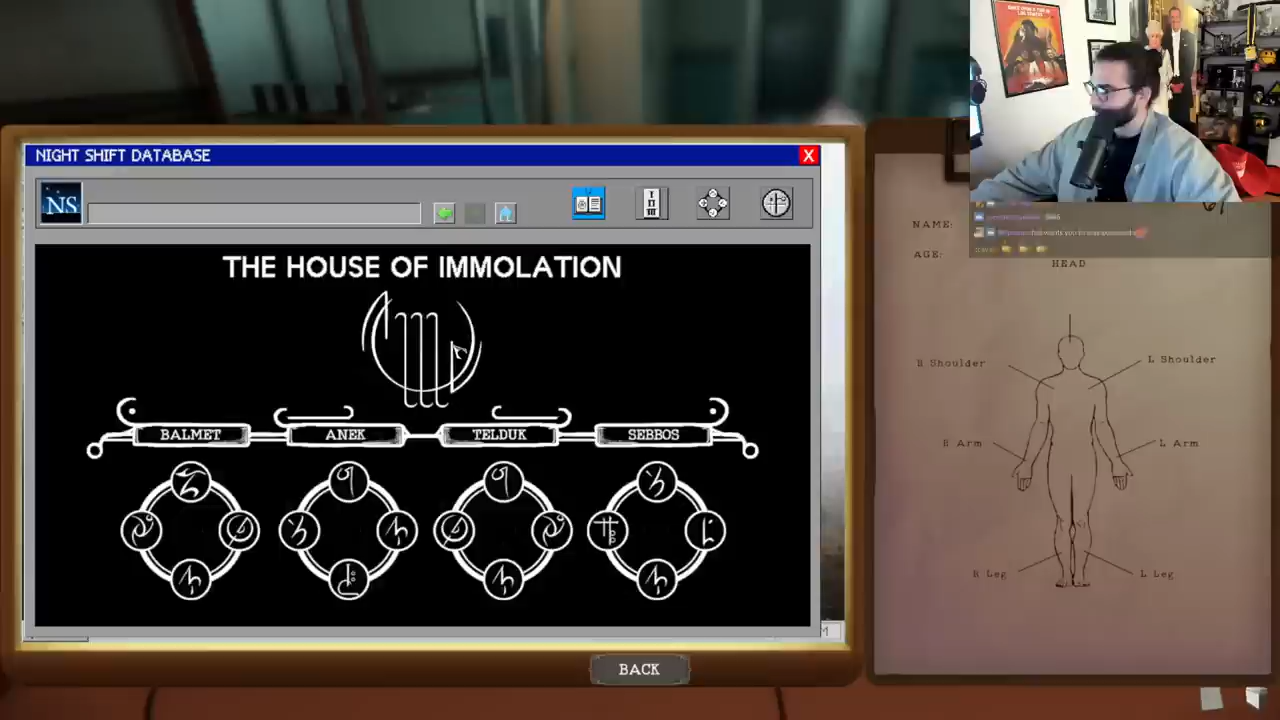 NIGHT SHIFT DATABASE
X
NS
THE HOUSE OF IMMOLATION
BALMET ANEK TELDUK SEBBOS
BACK
NAME:
AGE:
HEAD
R Shoulder L Shoulder
R Arm L Arm
R Leg L Leg